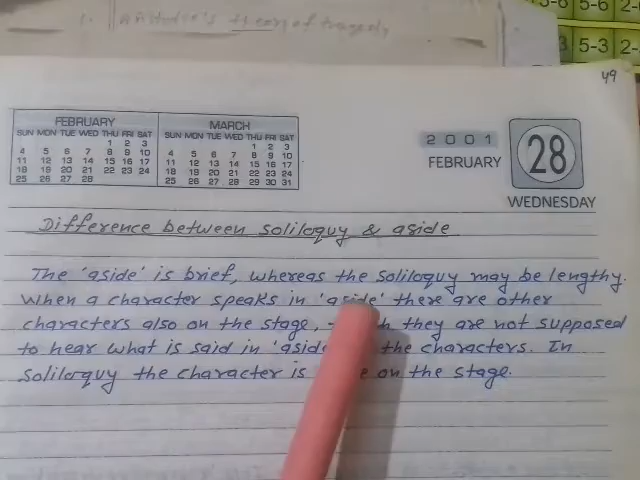 1. Aristotle's theory of tragedy
5-6 5-6 2-
3 5-3 2-
49
FEBRUARY
SUN MON TUE WED THU FRI SAT
1 2 3
4 5 6 7 8 9 10
11 12 13 14 15 16 17
18 19 20 21 22 23 24
25 26 27 28
MARCH
SUN MON TUE WED THU FRI SAT
1 2 3
4 5 6 7 8 9 10
11 12 13 14 15 16 17
18 19 20 21 22 23 24
25 26 27 28 29 30 31
2001
FEBRUARY
28
WEDNESDAY
Difference between soliloquy & aside
The 'aside' is brief, whereas the soliloquy may be lengthy.
When a character speaks in 'aside' there are other
characters also on the stage, they are not supposed
to hear what is said in 'aside the characters. In
soliloquy the character is on the stage.